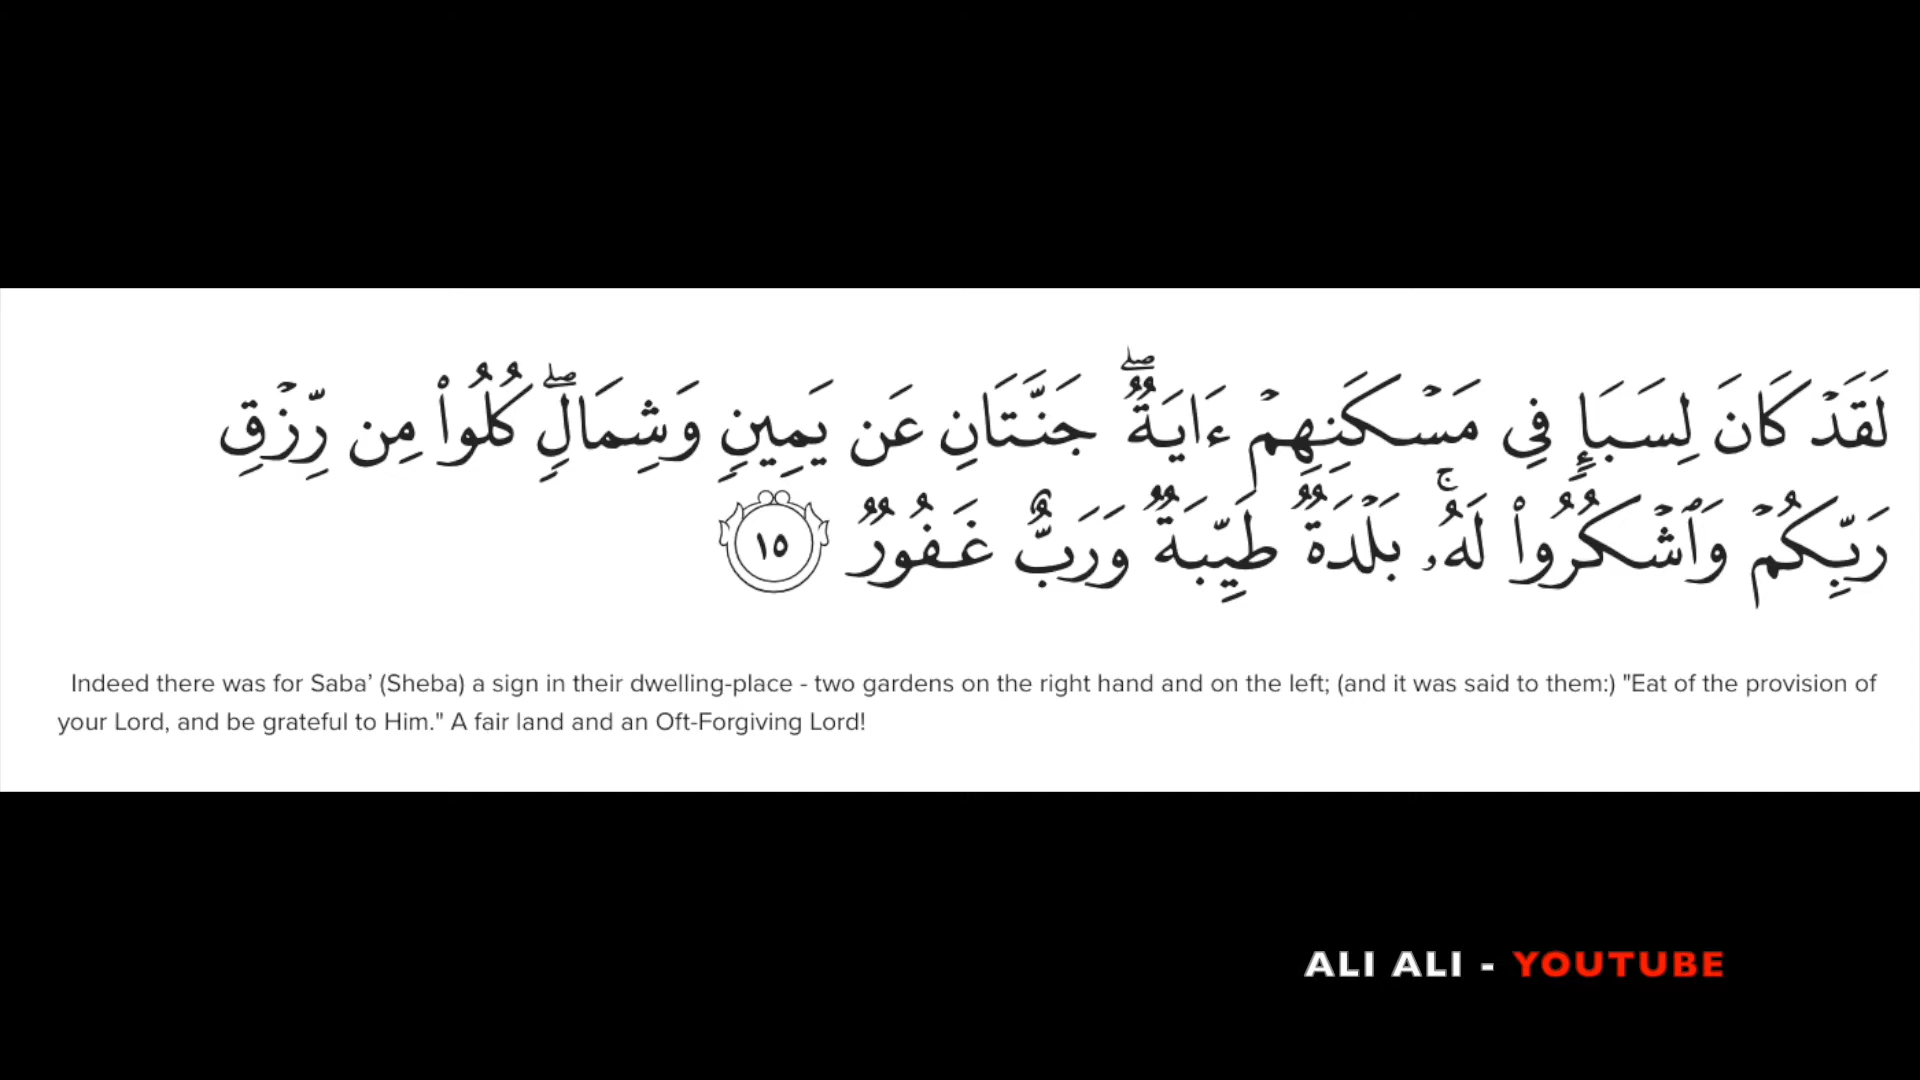 لَقَدْ كَانَ لِسَبَإٍ فِى مَسْكَنِهِمْ ءَايَةٌ ۖ جَنَّتَانِ عَن يَمِينٍ وَشِمَالٍ ۖ كُلُوا۟ مِن رِّزْقِ
رَبِّكُمْ وَٱشْكُرُوا۟ لَهُۥ ۚ بَلْدَةٌ طَيِّبَةٌ وَرَبٌّ غَفُورٌ ١٥
Indeed there was for Saba’ (Sheba) a sign in their dwelling-place - two gardens on the right hand and on the left; (and it was said to them:) "Eat of the provision of
your Lord, and be grateful to Him." A fair land and an Oft-Forgiving Lord!
ALI ALI - YOUTUBE